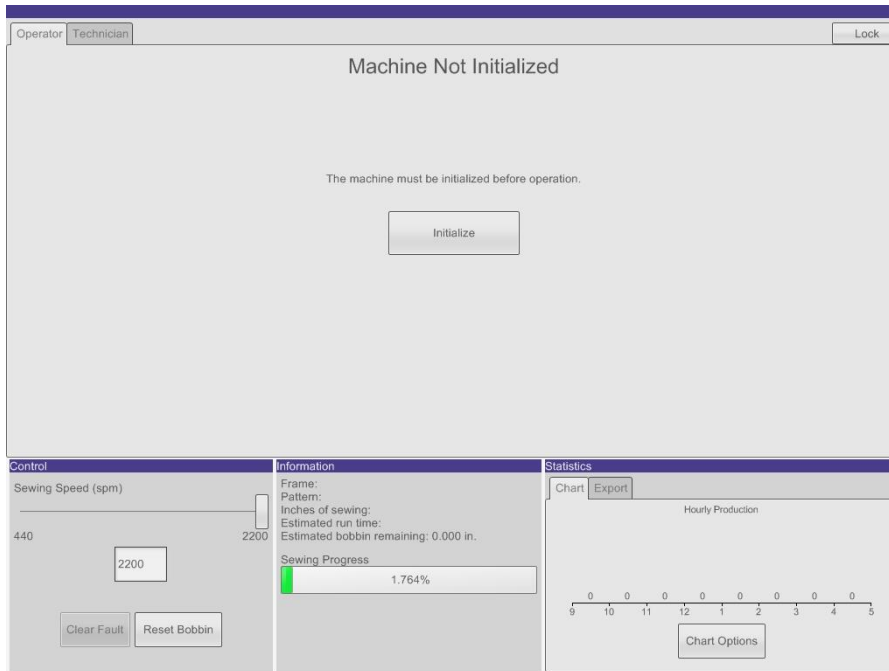 Operator Technician Lock
Machine Not Initialized
The machine must be initialized before operation.
Initialize
Control
Sewing Speed (spm)
440 2200
2200
Clear Fault Reset Bobbin
Information
Frame:
Pattern:
Inches of sewing:
Estimated run time:
Estimated bobbin remaining: 0.000 in.
Sewing Progress
1.764%
Statistics
Chart Export
Hourly Production
0 0 0 0 0 0 0 0
9 10 11 12 1 2 3 4 5
Chart Options